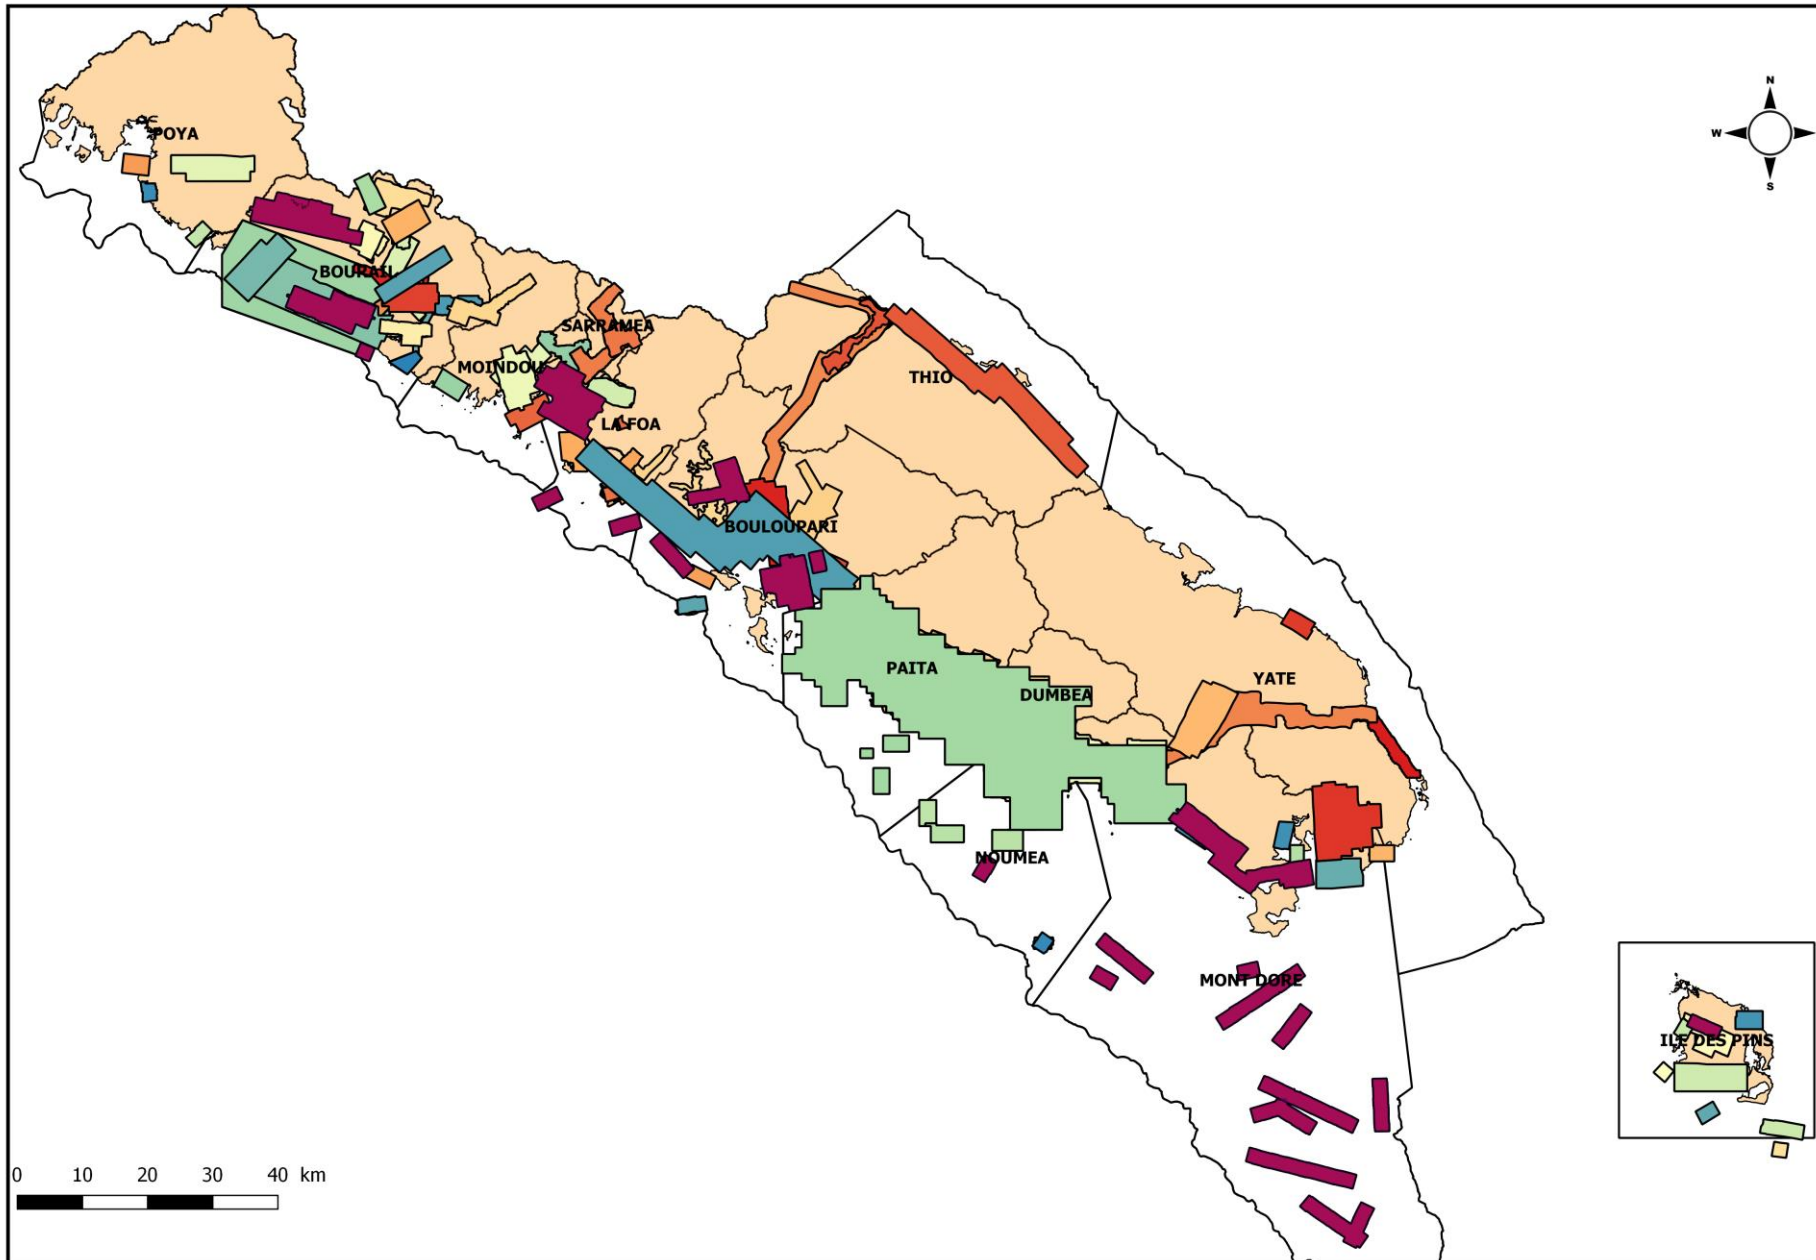 N
W
S
POYA
BOURAIL
SARRAMEA
MOINDOU
THIO
LA FOA
BOULOUPARI
PAITA
DUMBEA
YATE
NOUMEA
MONT DORE
ILE DES PINS
0 10 20 30 40 km